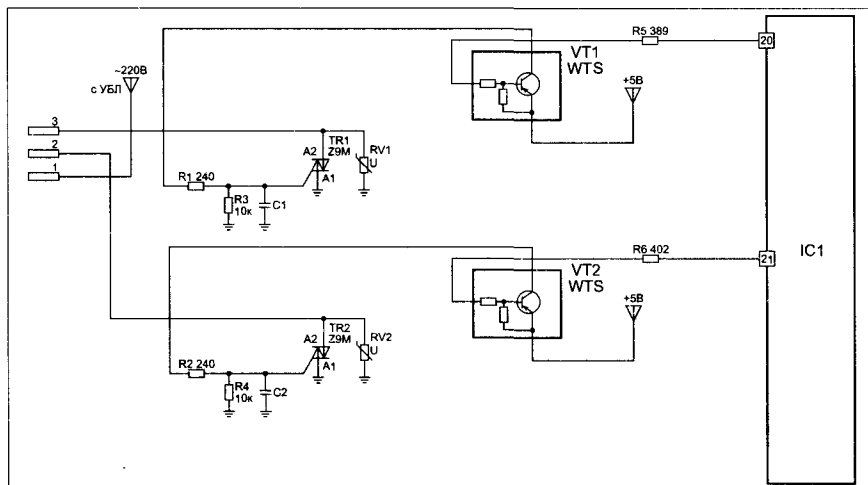 R5 389
20
VT1
WTS
~220В
с УБЛ
+5В
3
TR1
Z9M
RV1
U
A2
A1
2
1
R1 240
R3
10к
C1
IC1
R6 402
21
VT2
WTS
+5В
TR2
Z9M
RV2
U
A2
A1
R2 240
R4
10к
C2